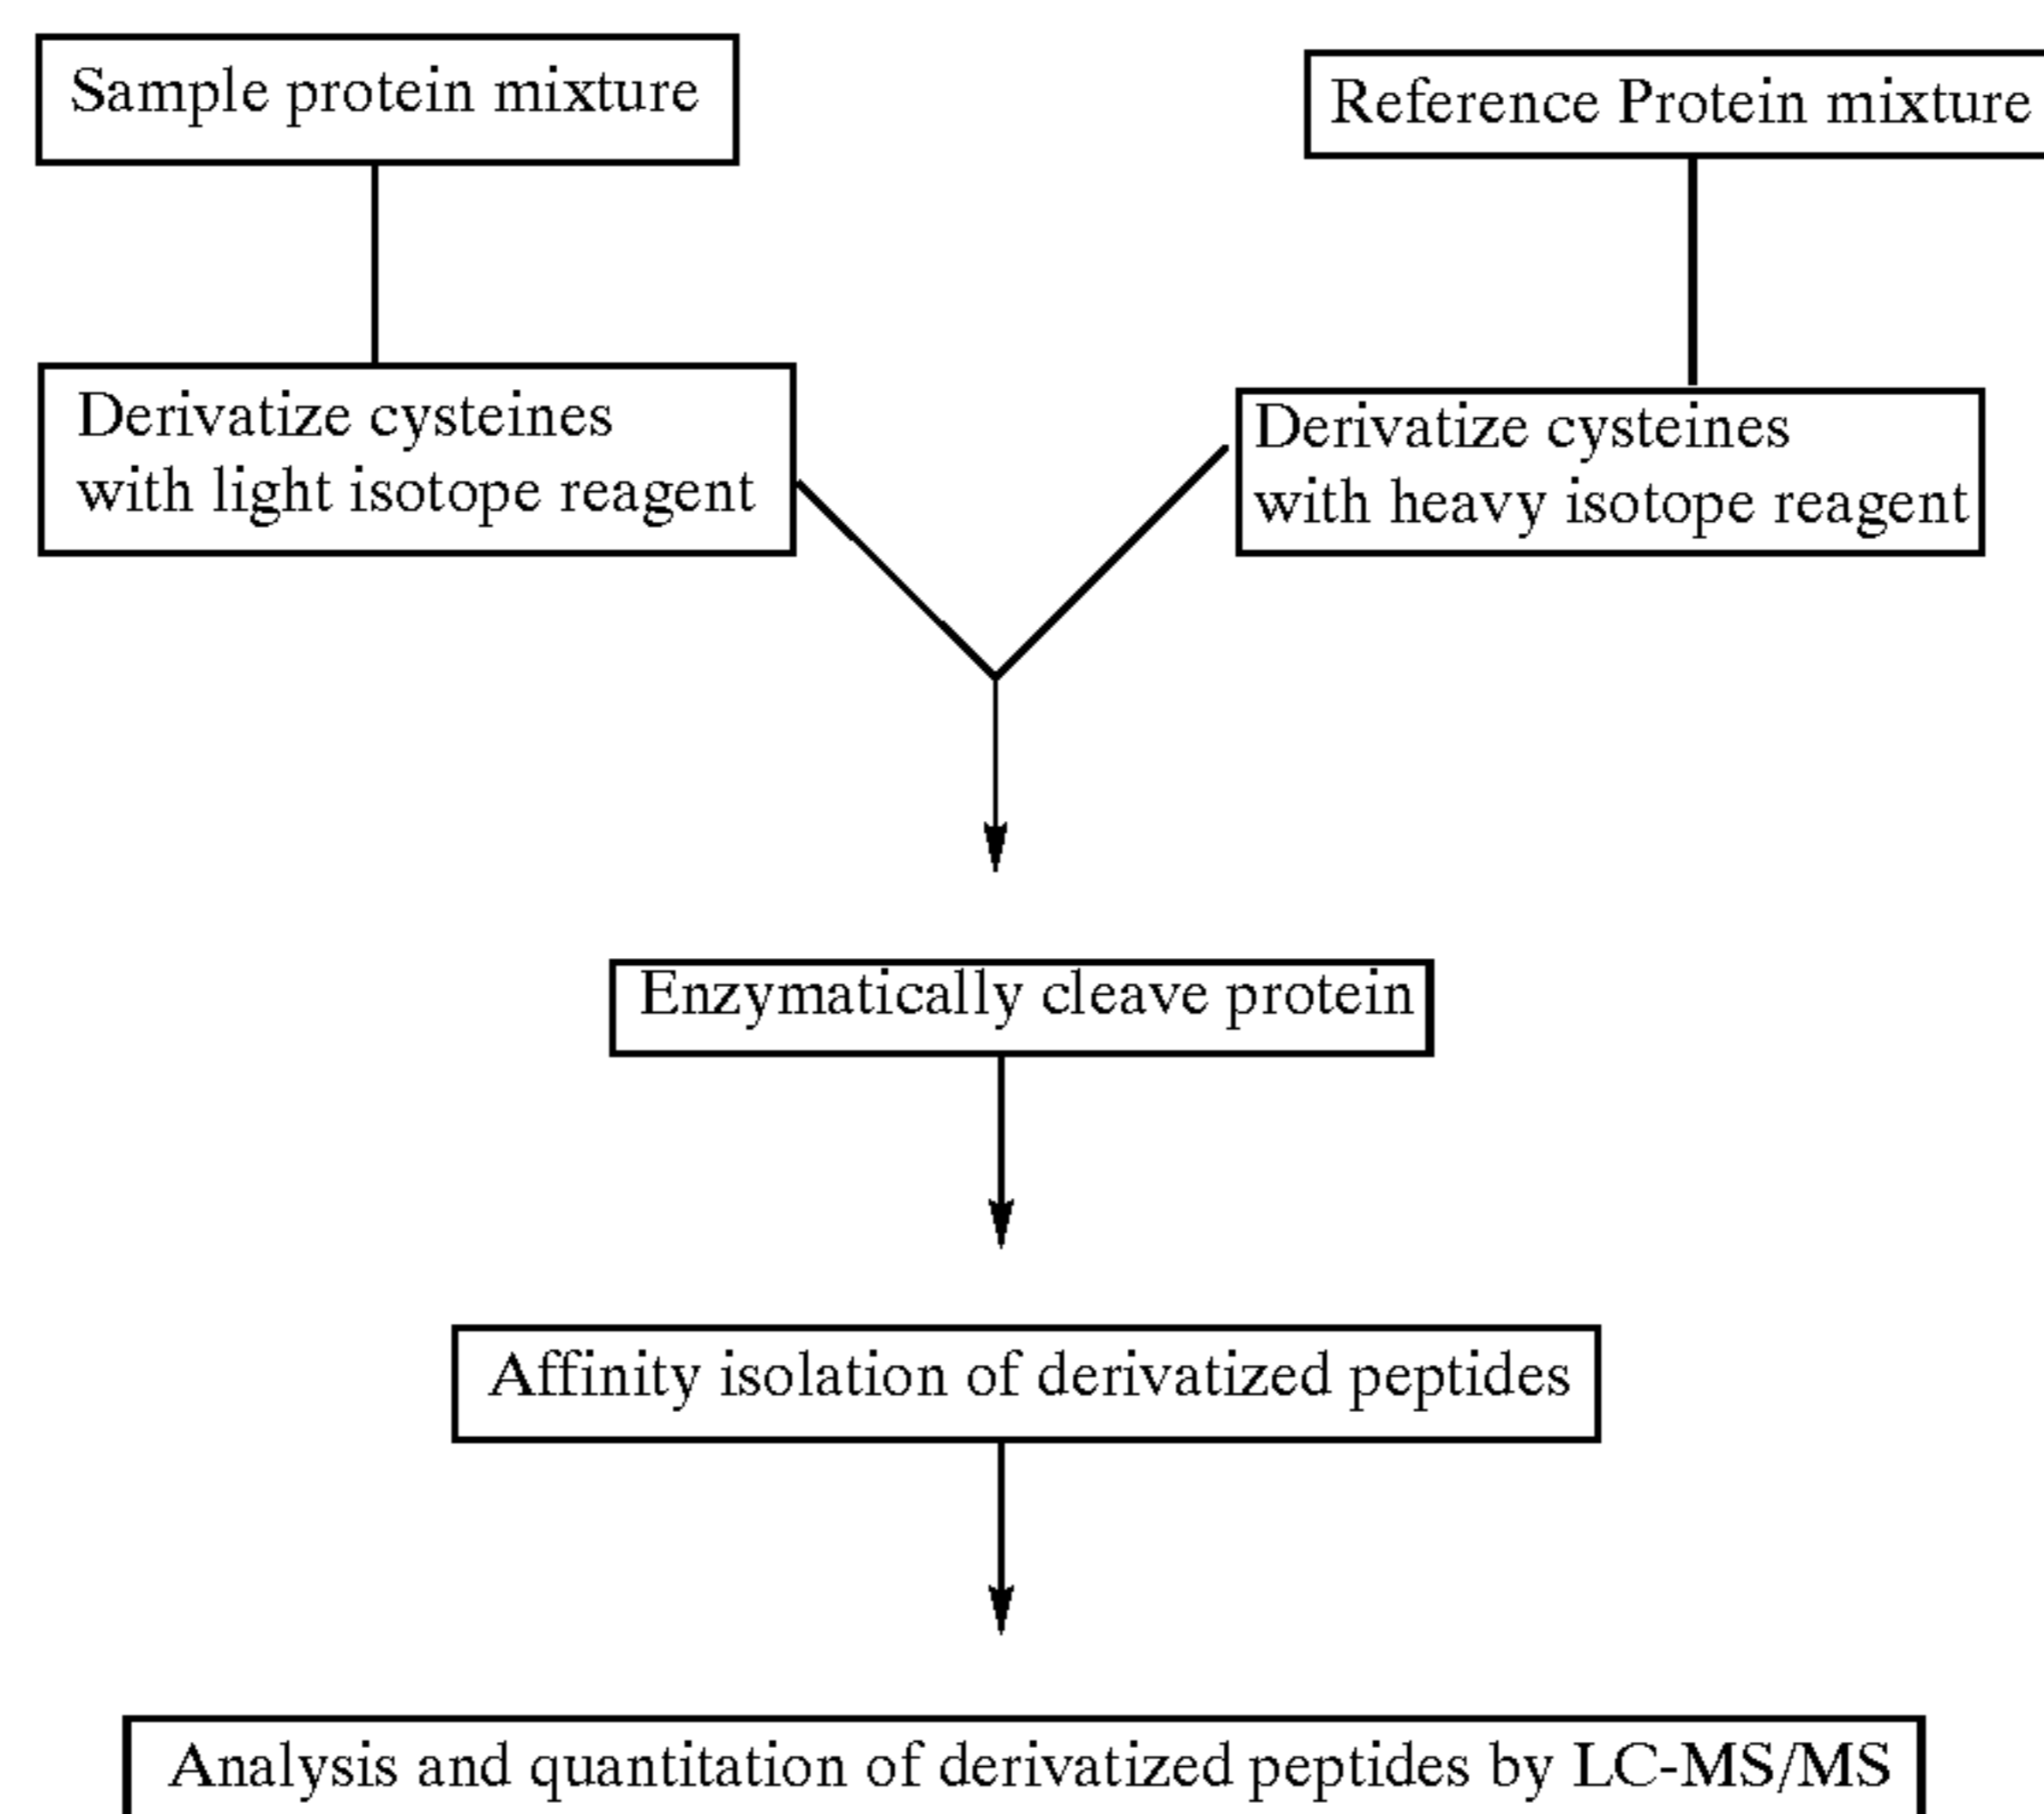 Sample protein mixture
Reference Protein mixture
Derivatize cysteines
with light isotope reagent
Derivatize cysteines
with heavy isotope reagent
Enzymatically cleave protein
Affinity isolation of derivatized peptides
Analysis and quantitation of derivatized peptides by LC-MS/MS